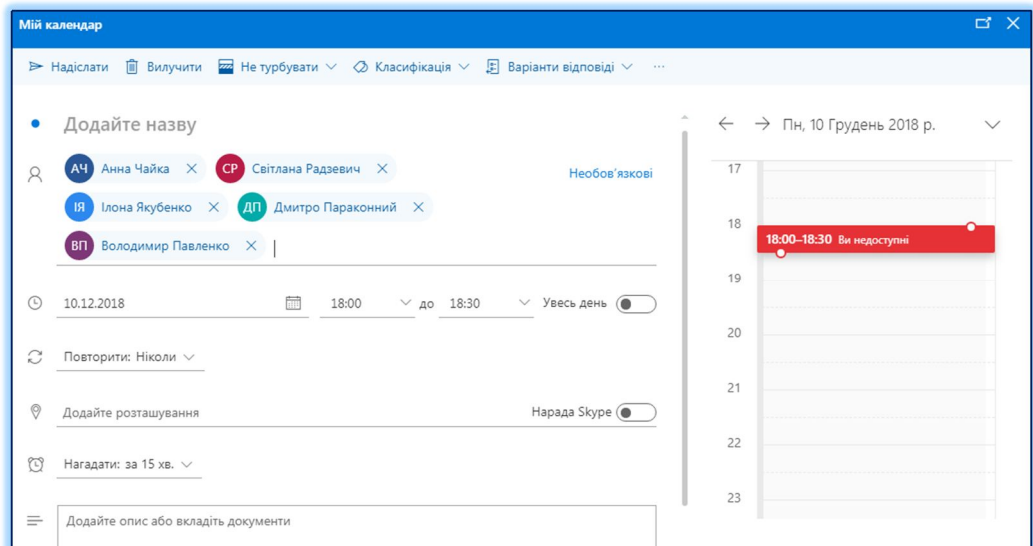 Мій календар
Надіслати Вилучити Не турбувати Класифікація Варіанти відповіді ...
Додайте назву
АЧ Анна Чайка СР Світлана Радзевич
Необов'язкові
ІЯ Ілона Якубенко ДП Дмитро Параконний
ВП Володимир Павленко
10.12.2018 18:00 до 18:30 Увесь день
Повторити: Ніколи
Додайте розташування Нарада Skype
Нагадати: за 15 хв.
Додайте опис або вкладіть документи
Пн, 10 Грудень 2018 р.
17
18
18:00–18:30 Ви недоступні
19
20
21
22
23